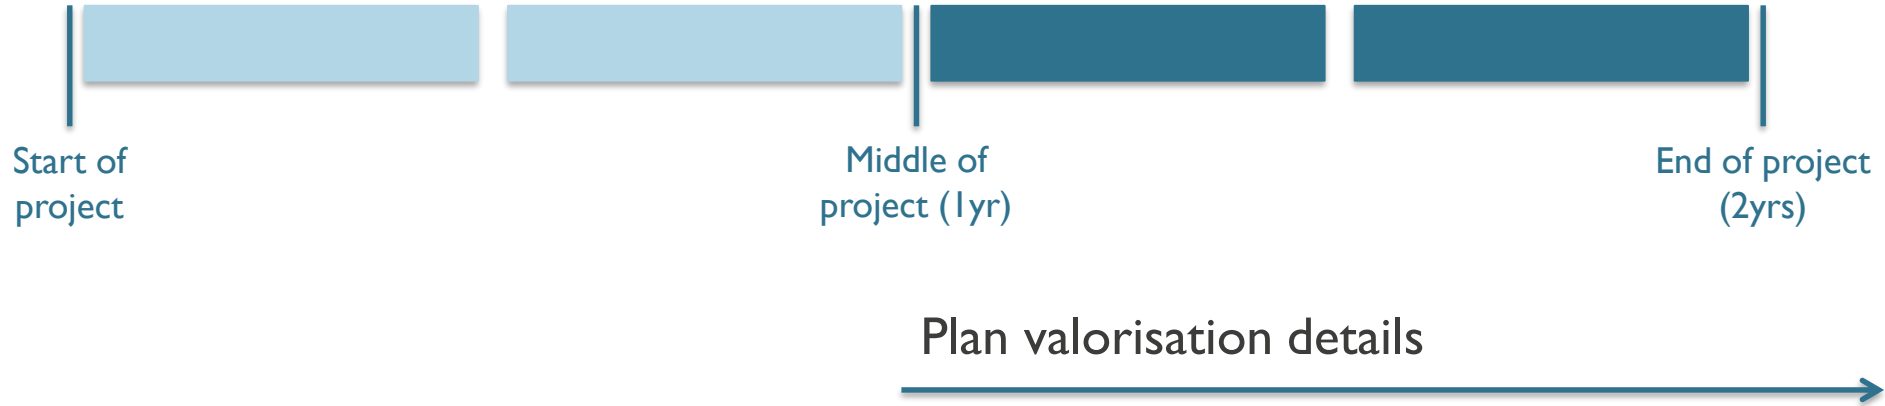 Start of
project
Middle of
project (1yr)
End of project
(2yrs)
Plan valorisation details